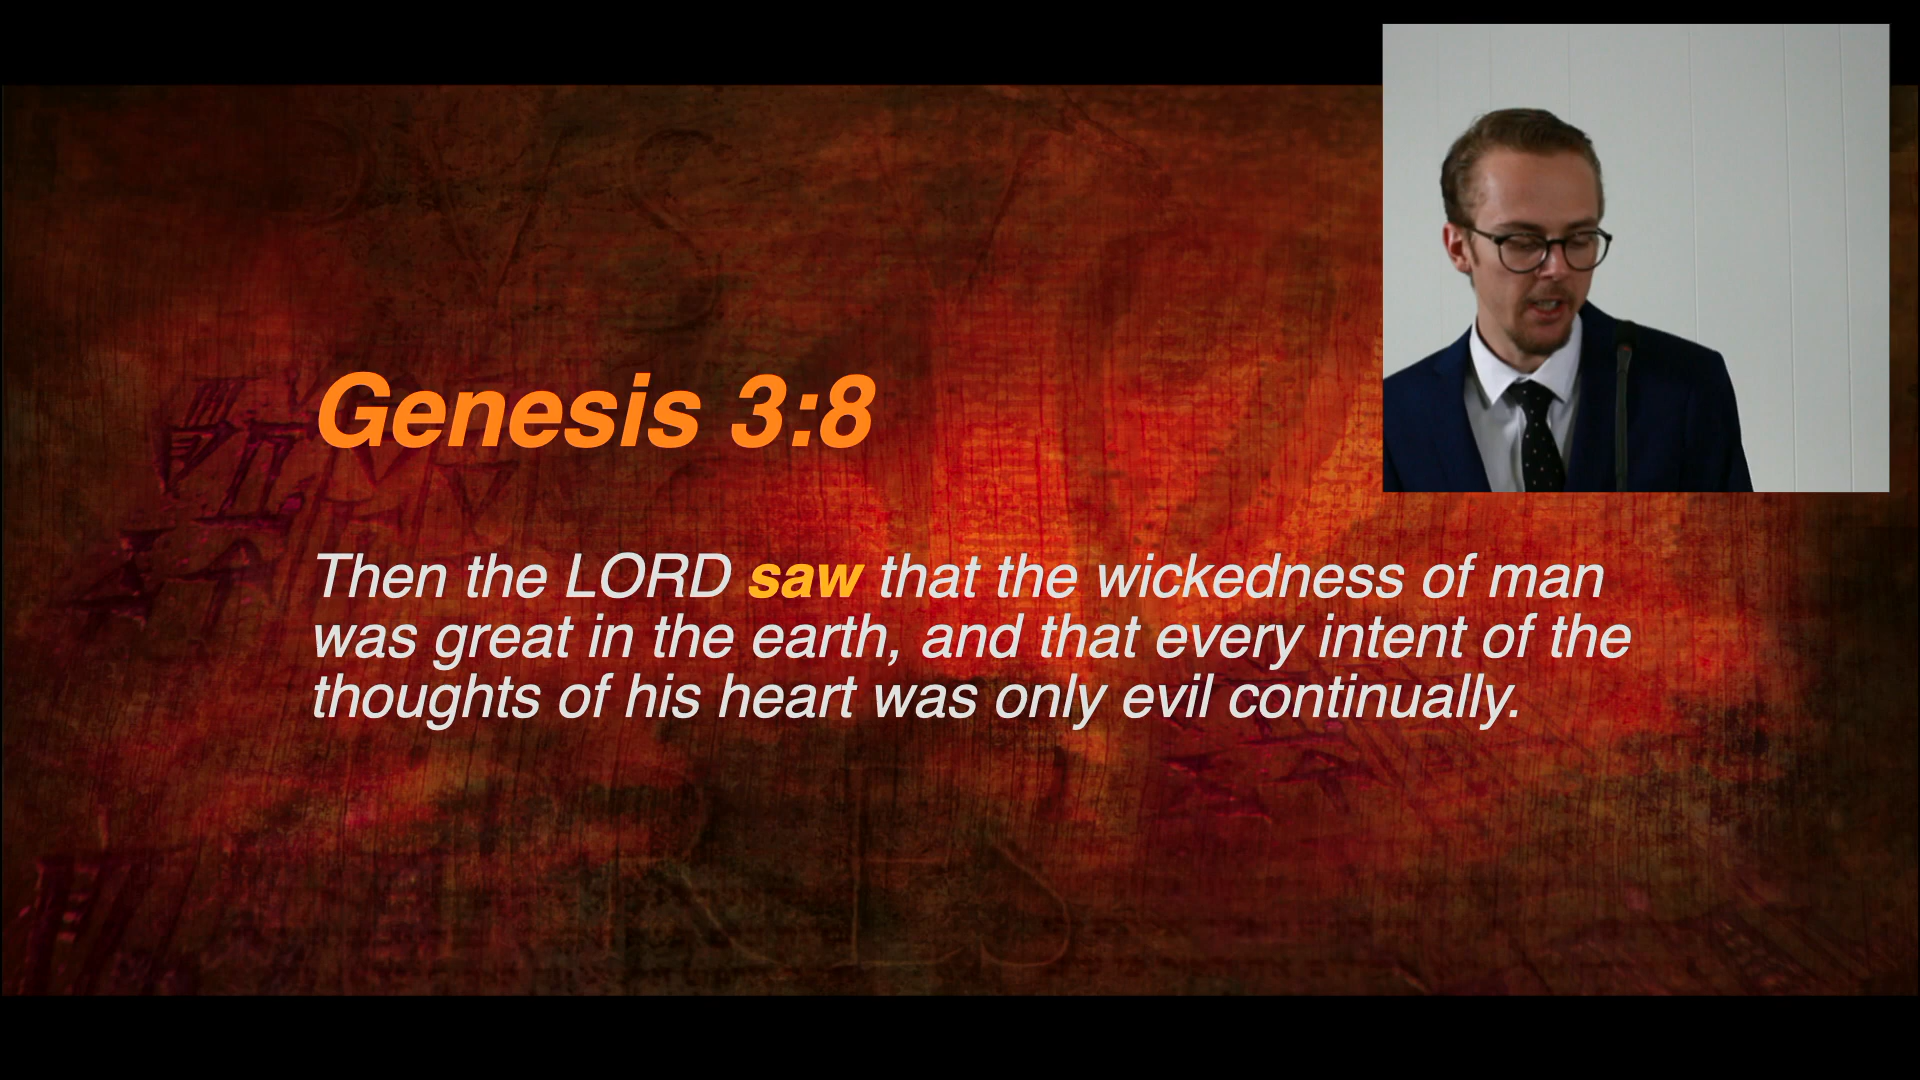 Genesis 3:8
Then the LORD saw that the wickedness of man
was great in the earth, and that every intent of the
thoughts of his heart was only evil continually.